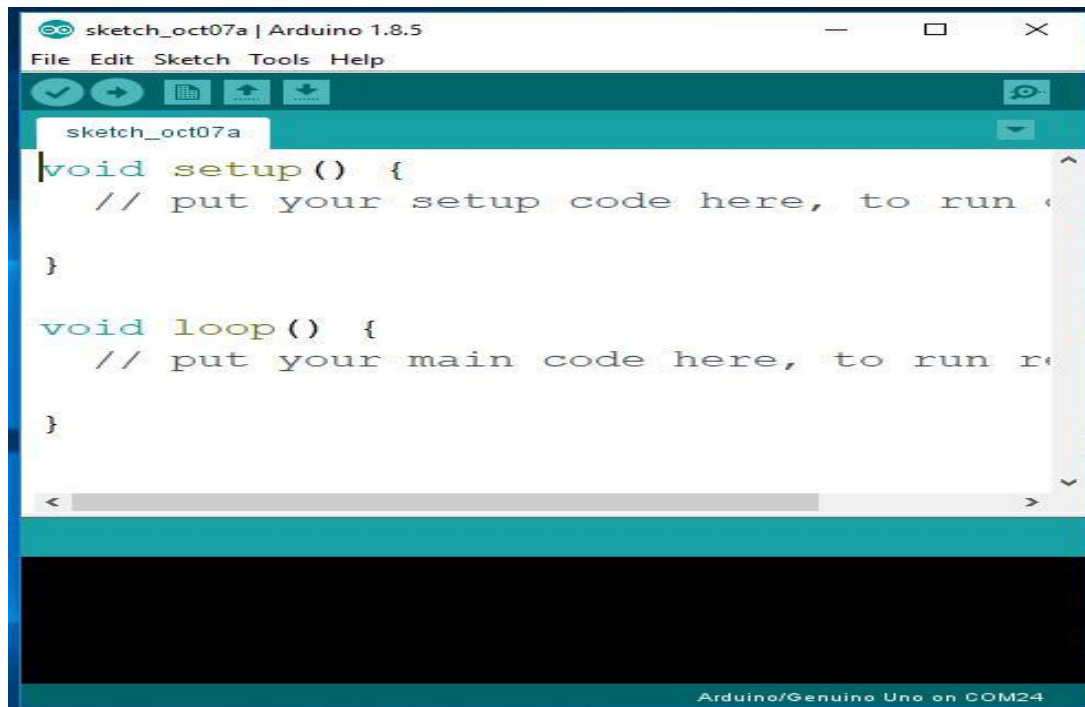 sketch_oct07a | Arduino 1.8.5
File Edit Sketch Tools Help
sketch_oct07a
void setup() {
// put your setup code here, to run
}
void loop() {
// put your main code here, to run
}
Arduino/Genuino Uno on COM24